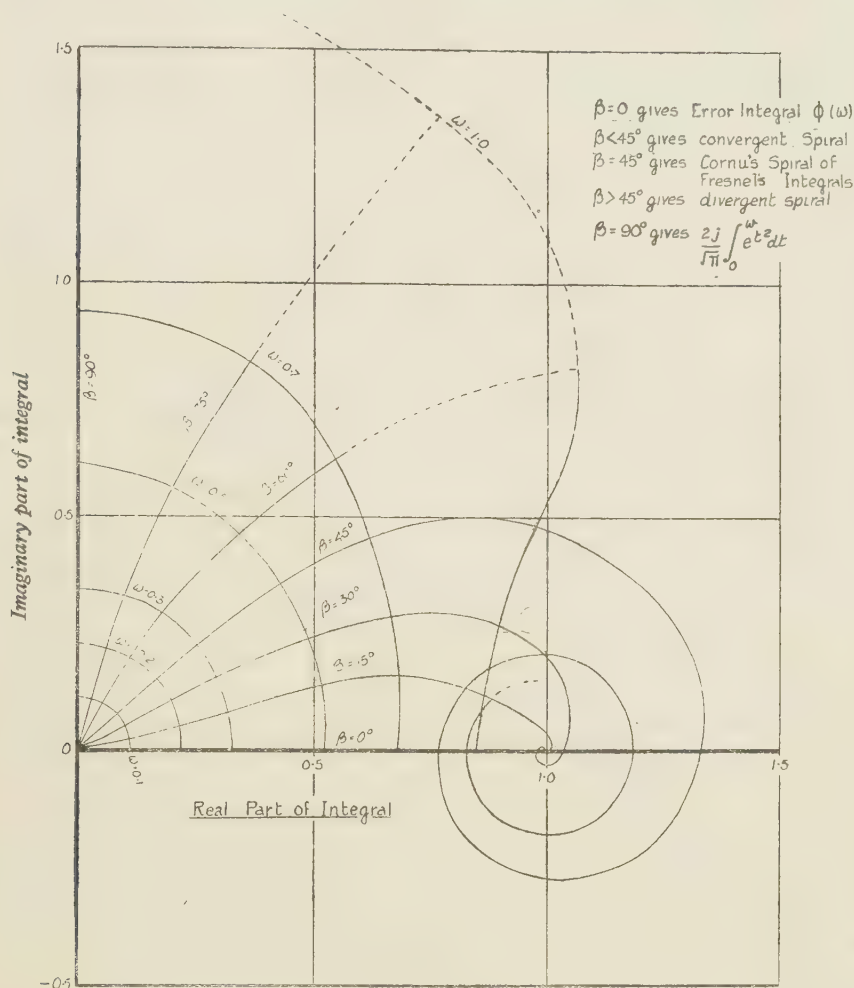 1.5
ω=1.0
β=0 gives Error Integral ϕ(ω)
β<45° gives convergent Spiral
β=45° gives Cornu's Spiral of
Fresnel's Integrals
β>45° gives divergent spiral
β=90° gives 2j/√π ∫₀^ω e^t² dt
1.0
ω=0.7
β=90°
Imaginary part of integral
0.5
β=45°
ω=0.3
β=30°
β=0°
0
0.5
1.0
1.5
ω=0.1
Real Part of Integral
-0.5